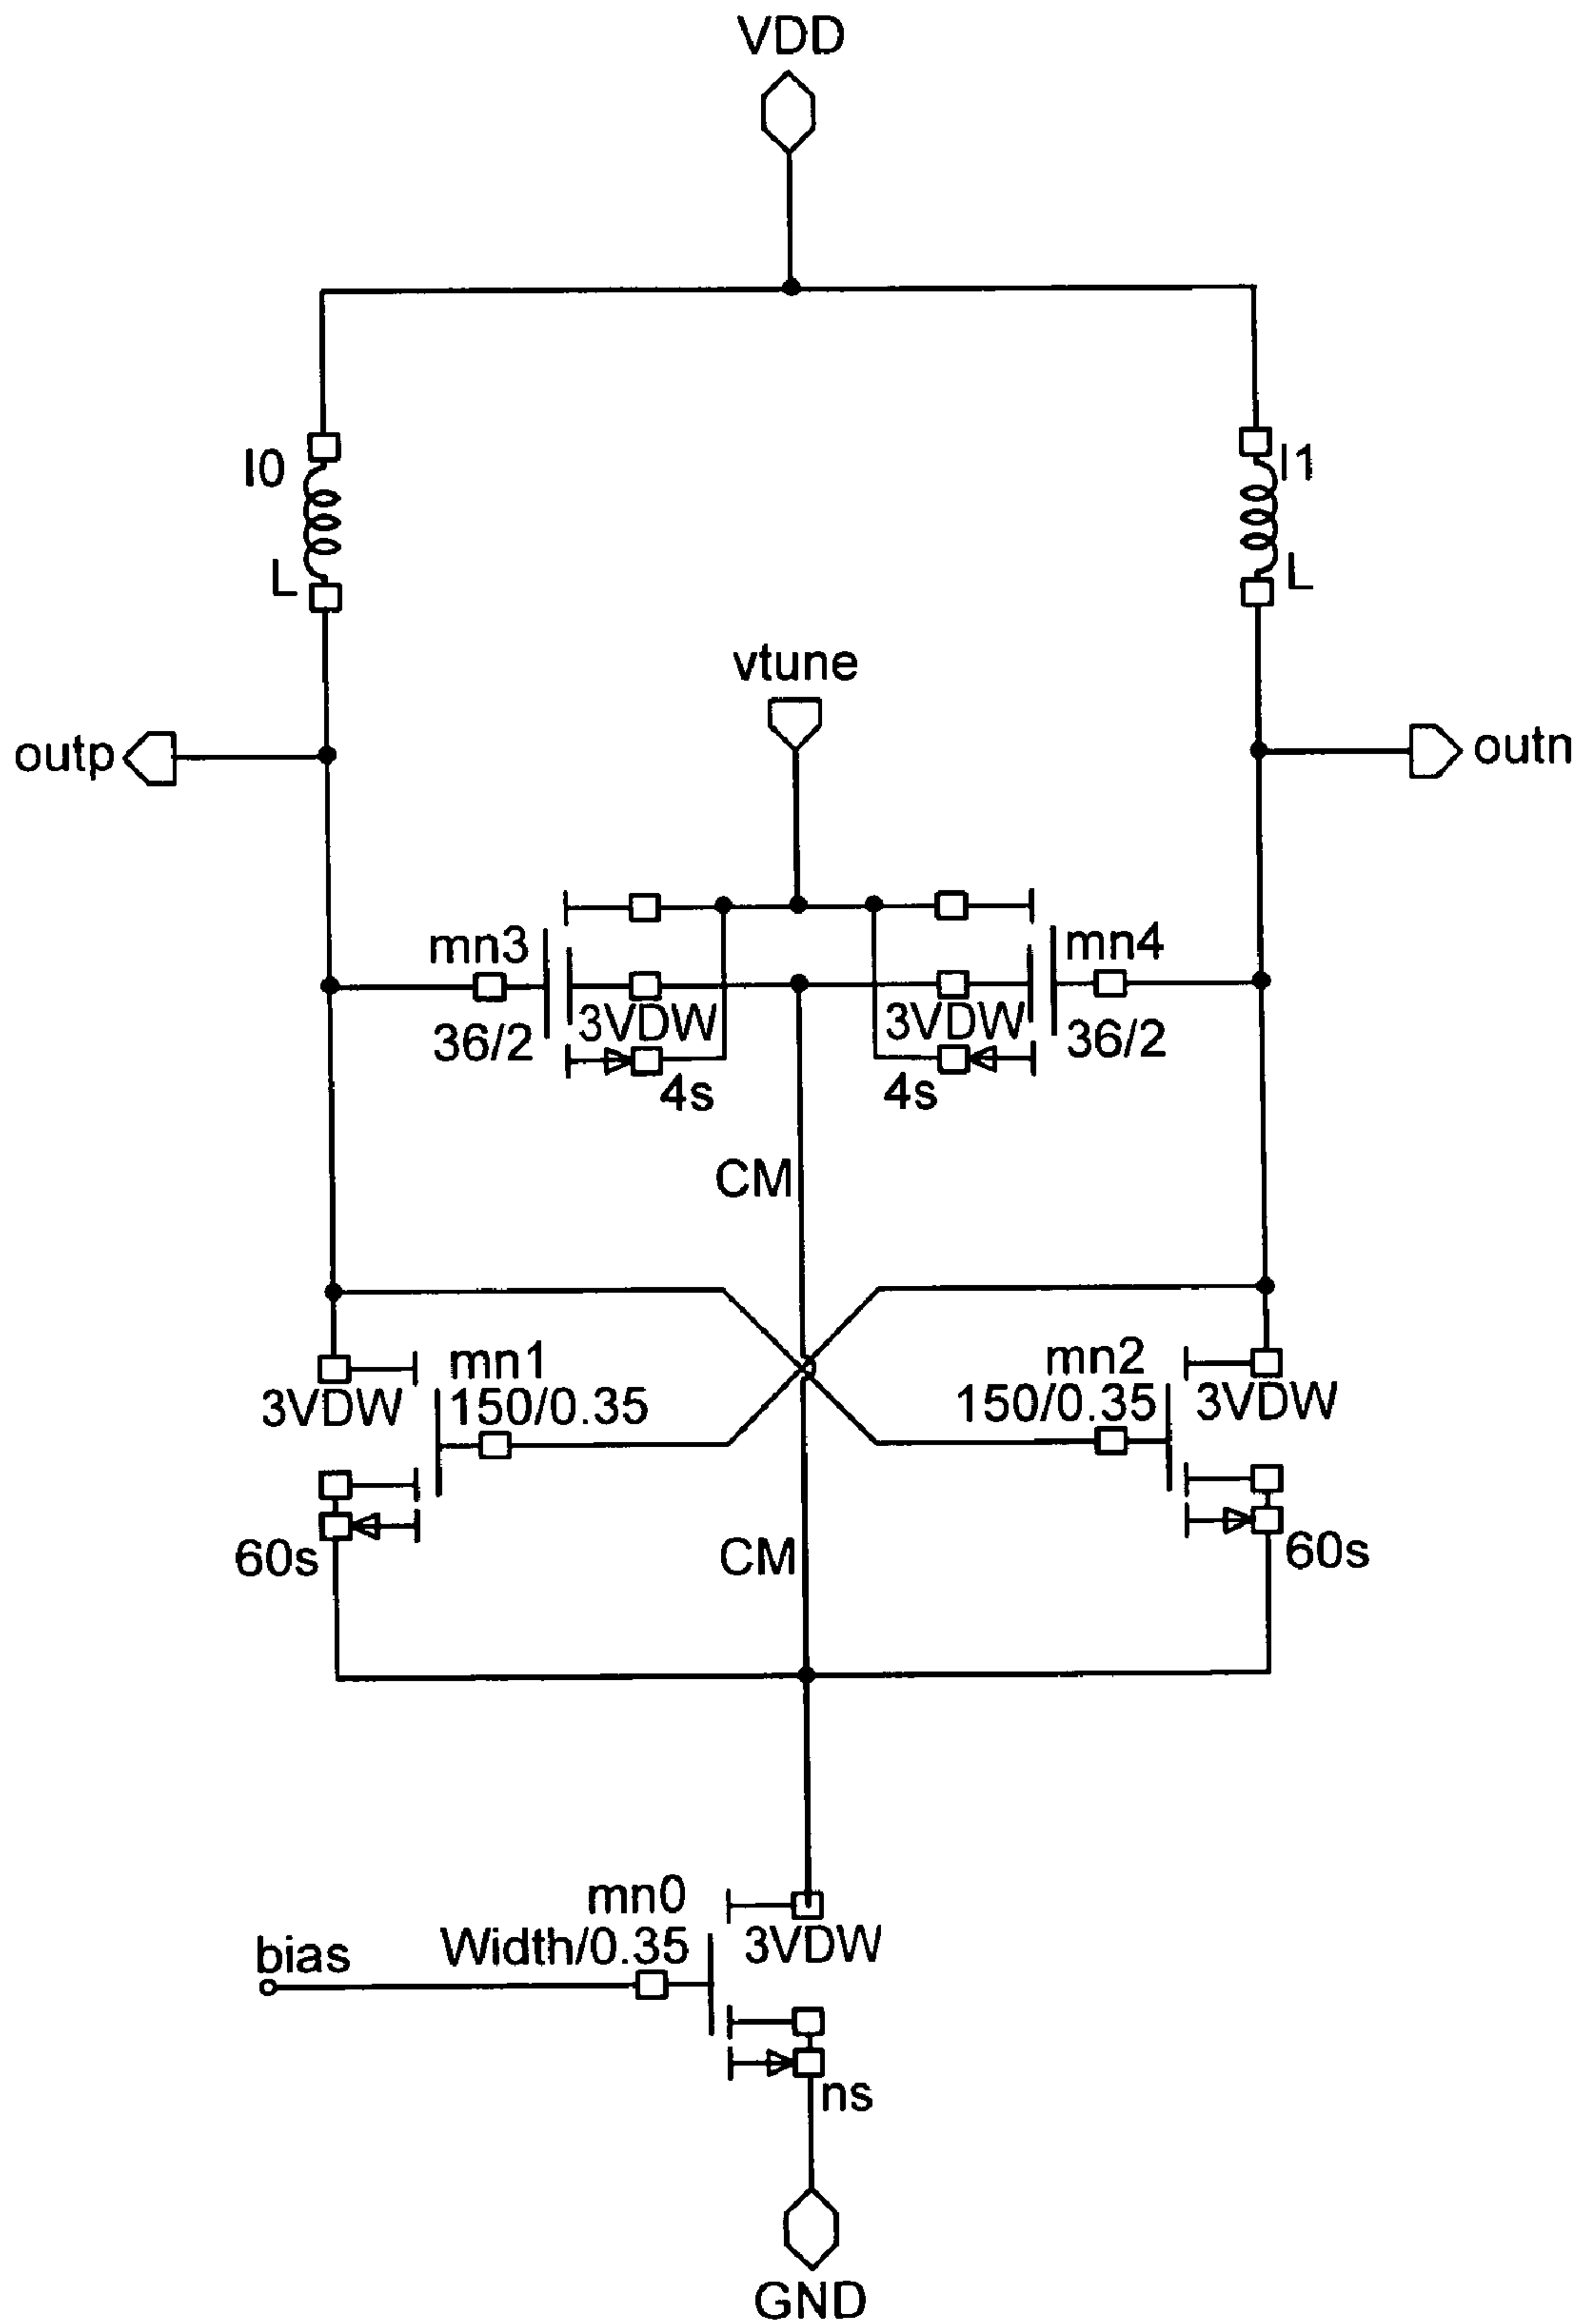 VDD
I0
I1
L
L
vtune
outp
outn
mn3
mn4
3VDW
3VDW
36/2
36/2
4s
4s
CM
mn1
mn2
3VDW
150/0.35
150/0.35
3VDW
60s
CM
60s
mn0
Width/0.35
3VDW
bias
ns
GND